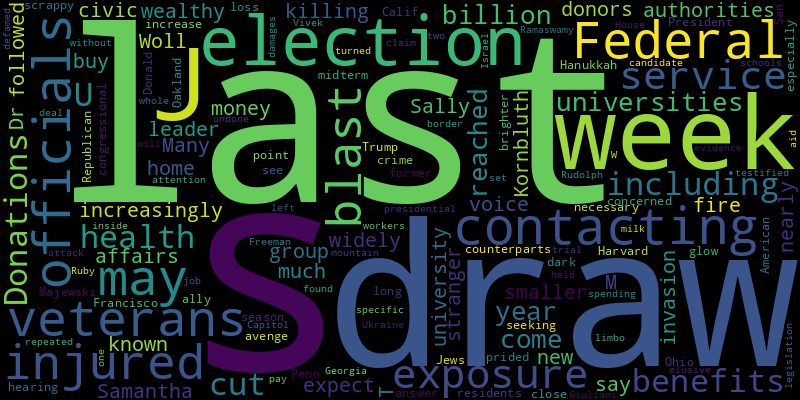 scrappy
civic
wealthy
loss
killing
Calif
billion
donors
authorities
San
defamed
increase
Vivek
damages
House
President
Woll
J
election
turned
claim
two
Israel
Ramaswamy
Federal
candidate
schools
especially
without
buy
Donald
midterm
Hanukkah
service
Dr
followed
officials
deal
U
Oakland
money
last
blast
Sally
universities
whole
leader
undone
border
reached
brighter
week
aid
Republican
congressional
Many
point
Trump
Kornbluth
W
evidence
will
home
see
crime
former
Rudolph
testified
Donations
attention
set
including
increasingly
left
presidential
voice
concerned
necessary
fire
nearly
health
inside
Freeman
workers
widely
contacting
milk
affairs
group
mountain
counterparts
trial
Harvard
glow
American
attack
Ruby
may
job
much
found
university
stranger
dark
held
spending
invasion
Majewski
Francisco
ally
S
draw
long
smaller
M
veterans
season
specific
year
seeking
repeated
known
Capitol
Ukraine
come
limbo
legislation
one
avenge
Jews
prided
new
say
Ohio
injured
hearing
Samantha
cut
pay
Penn
Georgia
expect
T
answer
exposure
residents
close
Giuliani
elusive
benefits